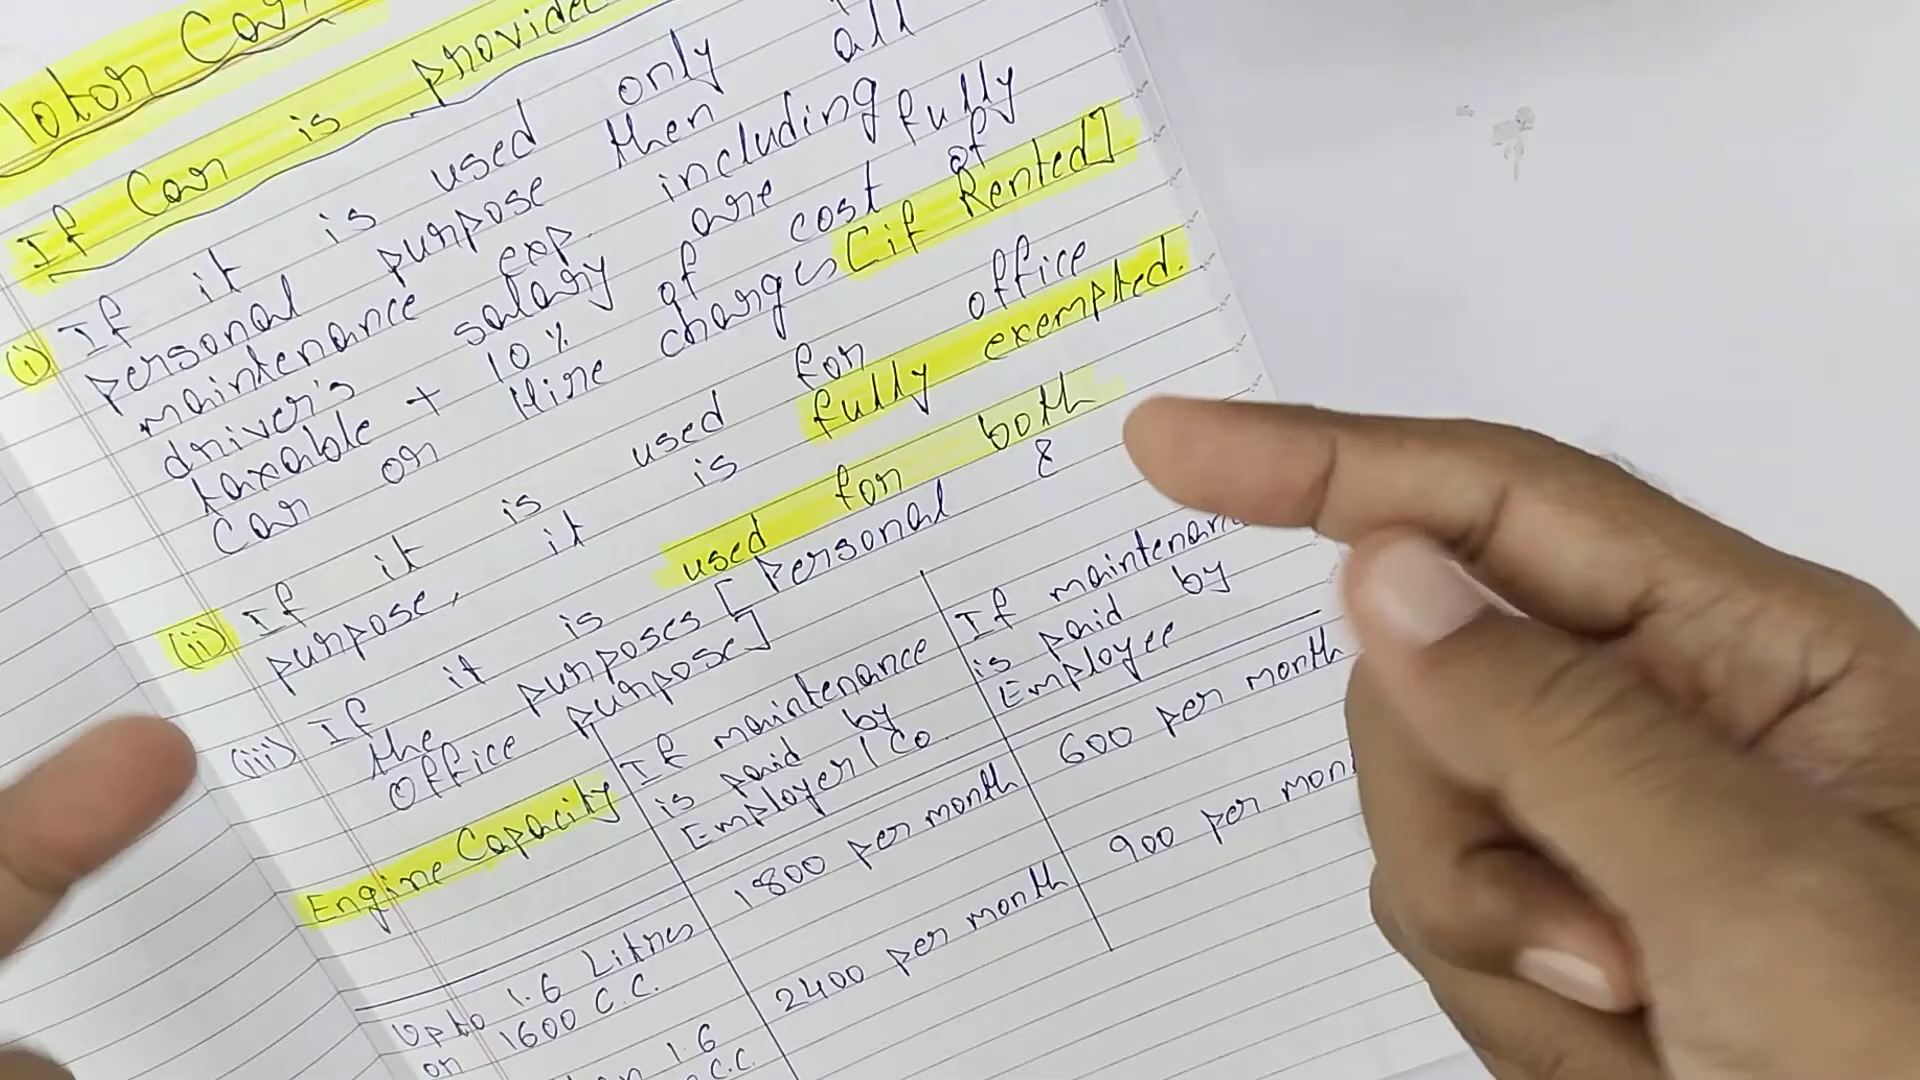 Motor Car
If Car is provided
(i) If it is used only
personal purpose then all
maintenance exp. including
driver's salary are fully
taxable + 10% of cost of
Car or Hire charges [if Rented]
(ii) If it is used for office
purpose, it is fully exempted.
(iii) If it is used for both
the purposes [Personal &
office purpose]
Engine Capacity
If maintenance
is paid by
Employer / Co
If maintenance
is paid by
Employee
Upto 1.6 Litres
or 1600 C.C.
1800 per month
600 per month
1.6
C.C.
2400 per month
900 per month